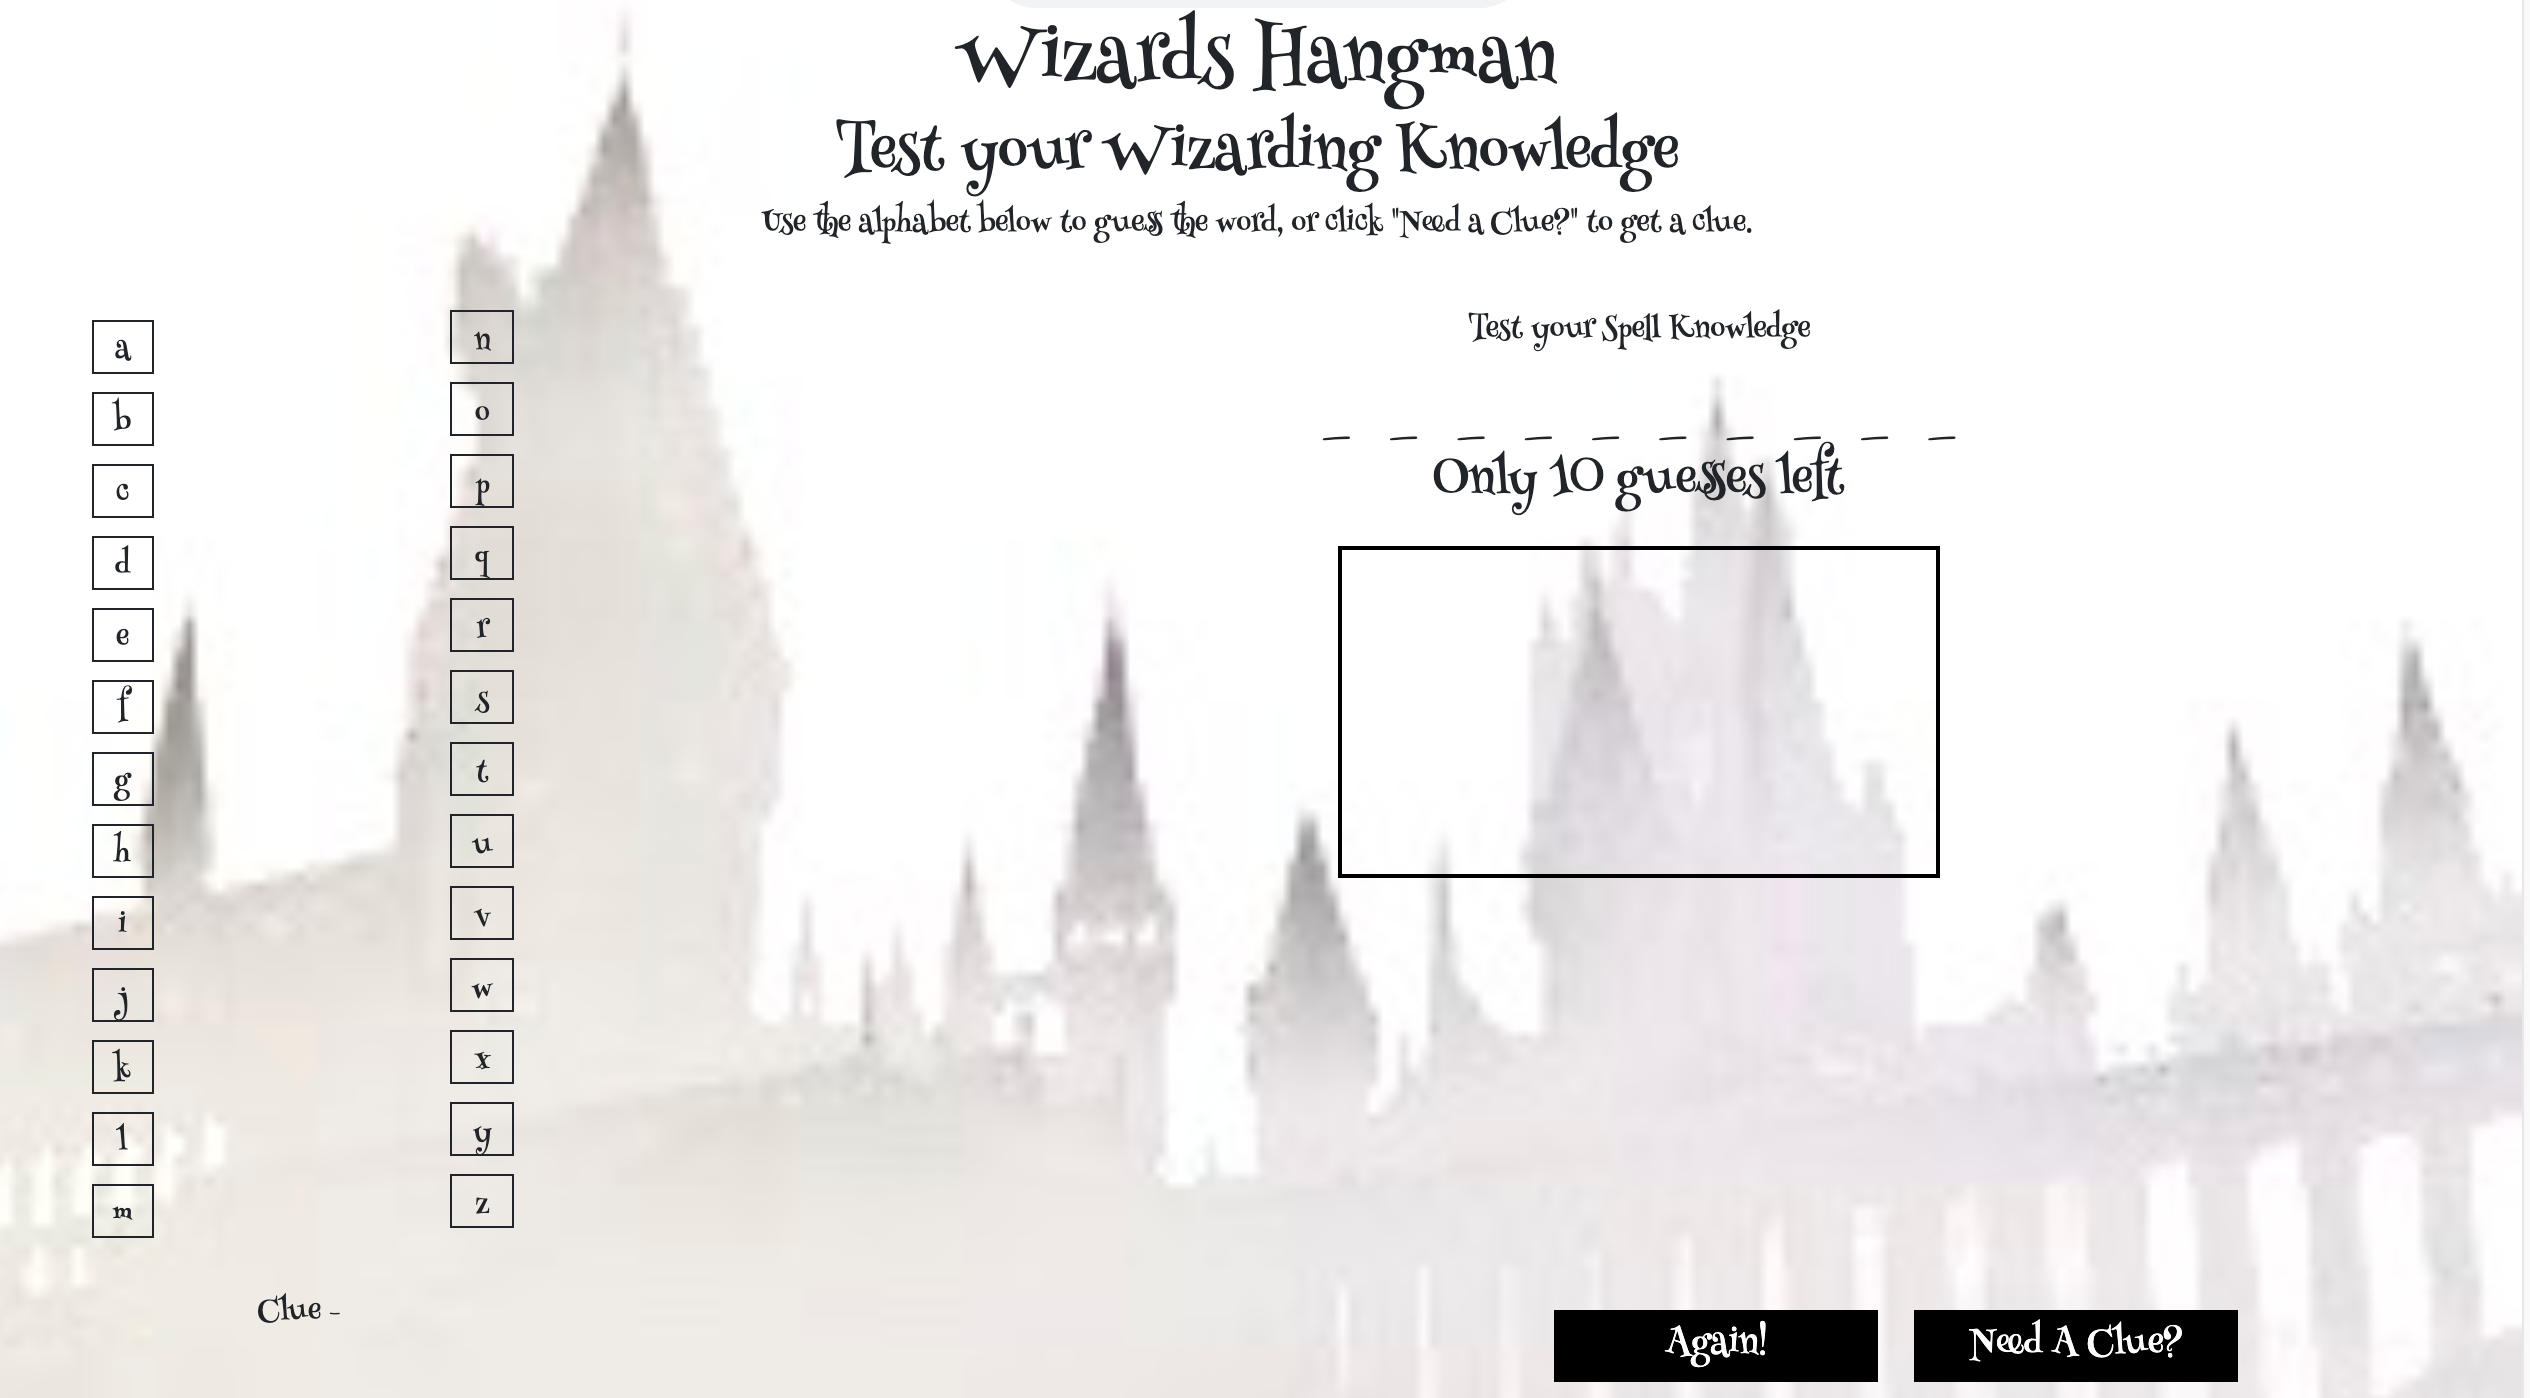 Wizards Hangman
Test your Wizarding Knowledge
Use the alphabet below to guess the word, or click "Need a Clue?" to get a clue.
a
b
c
d
e
f
g
h
i
j
k
l
m
n
o
p
q
r
s
t
u
v
w
x
y
z
Test your Spell Knowledge
_ _ _ _ _ _ _ _ _ _
Only 10 guesses left
Clue -
Again!
Need A Clue?